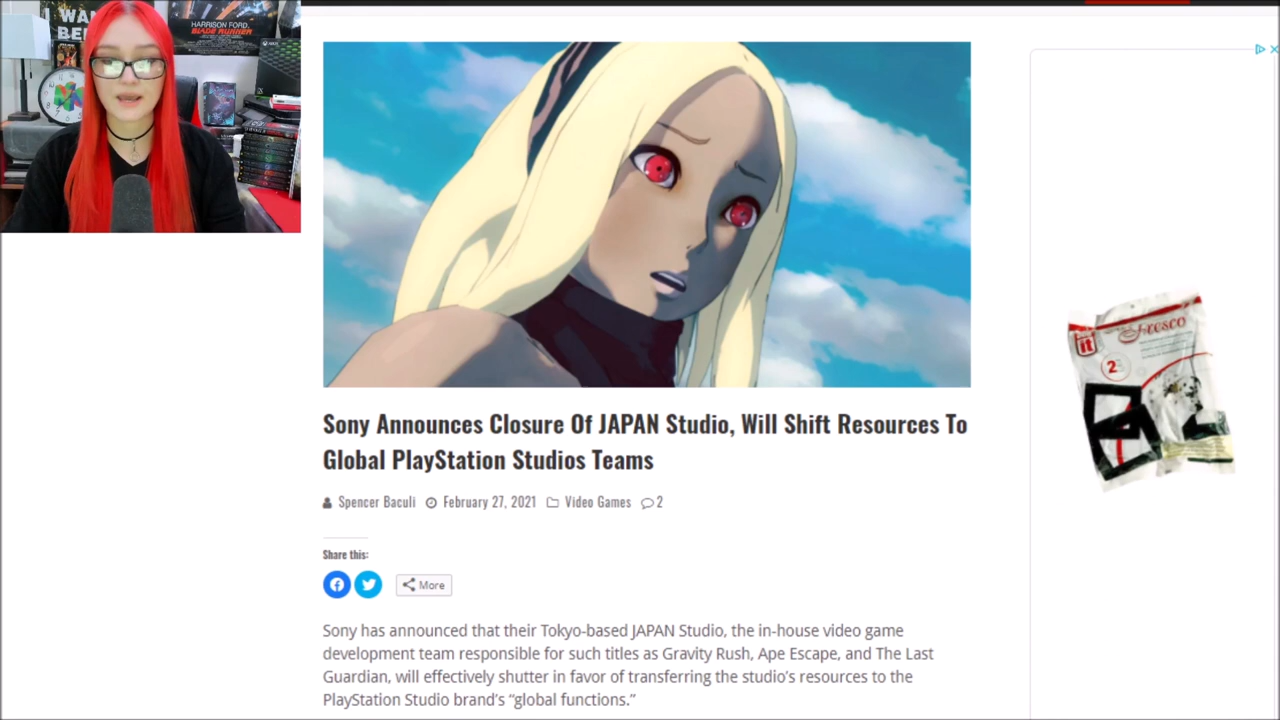 I WANT
BE
HARRISON FORD
BLADE RUNNER
Sony Announces Closure Of JAPAN Studio, Will Shift Resources To
Global PlayStation Studios Teams
Spencer Baculi February 27, 2021 Video Games 2
Share this:
More
Sony has announced that their Tokyo-based JAPAN Studio, the in-house video game
development team responsible for such titles as Gravity Rush, Ape Escape, and The Last
Guardian, will effectively shutter in favor of transferring the studio's resources to the
PlayStation Studio brand's “global functions.”
it
Fresco
2